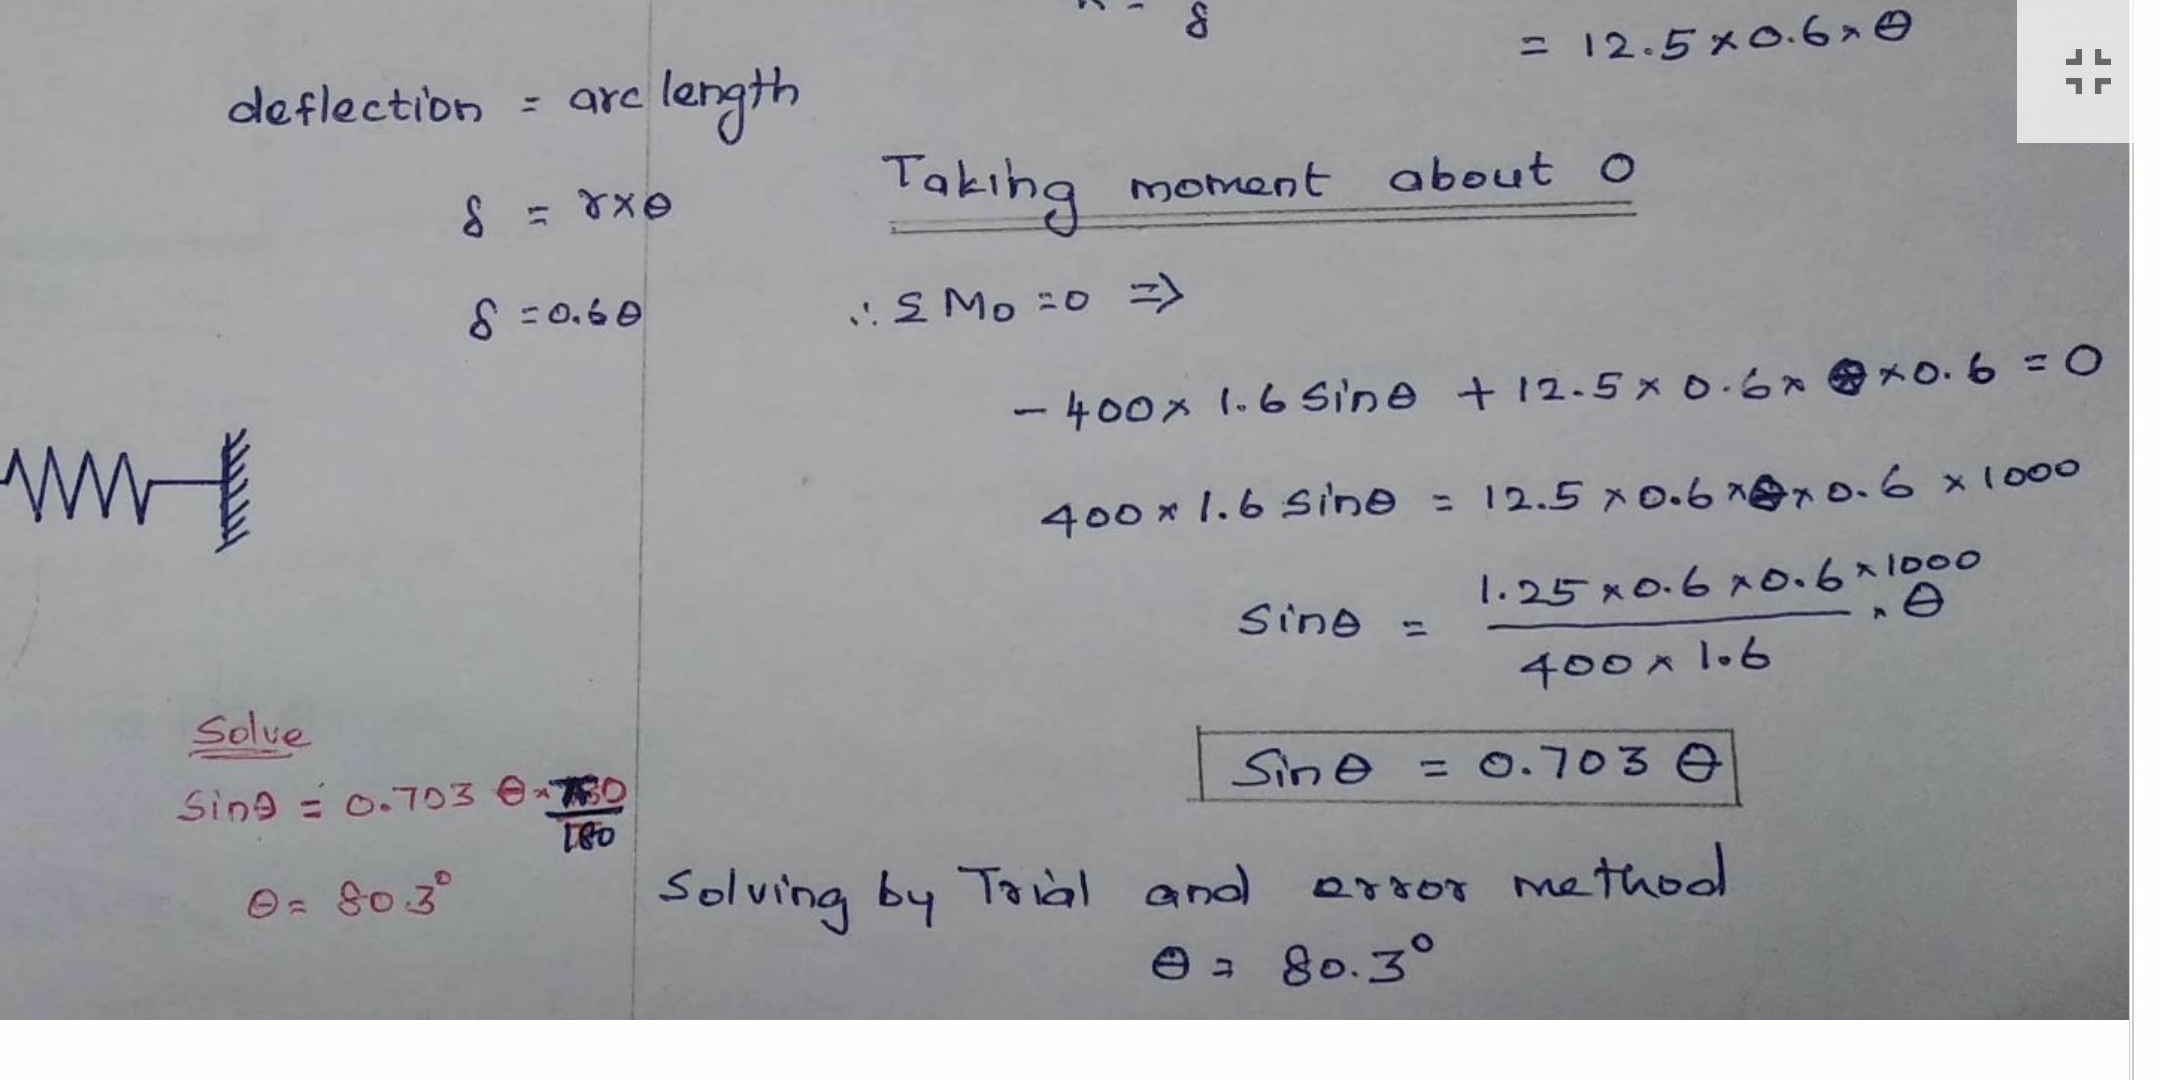 δ
= 12.5 × 0.6 × θ
deflection = arc length
δ = r×θ
δ = 0.6θ
Taking moment about O
∴ Σ Mo = 0 ⇒
- 400 × 1.6 Sinθ + 12.5 × 0.6 × θ × 0.6 = 0
400 × 1.6 Sinθ = 12.5 × 0.6 × θ × 0.6 × 1000
Sinθ = 1.25 × 0.6 × 0.6 × 1000 × θ
400 × 1.6
Sinθ = 0.703 θ
Solving by Trial and error method
θ = 80.3°
Solve
Sinθ = 0.703 θ ×
180
θ = 80.3°